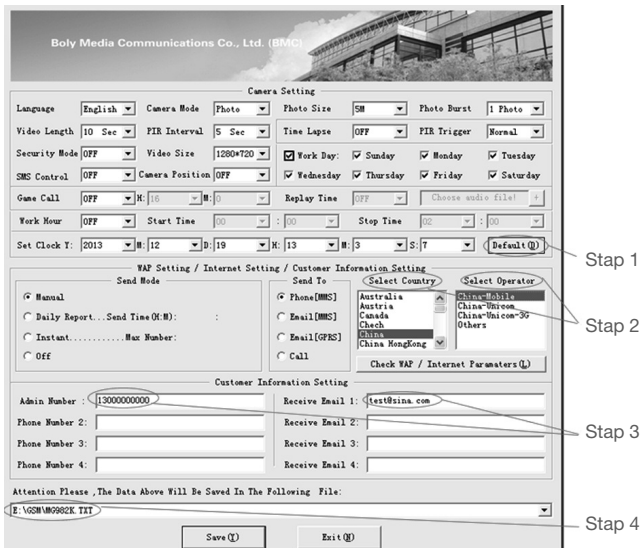 Boly Media Communications Co., Ltd. (BMC)
Camera Setting
Language English Camera Mode Photo Photo Size 5M Photo Burst 1 Photo
Video Length 10 Sec PIR Interval 5 Sec Time Lapse OFF PIR Trigger Normal
Security Mode OFF Video Size 1280*720 Work Day: Sunday Monday Tuesday
SMS Control OFF Camera Position OFF Wednesday Thursday Friday Saturday
Game Call OFF H: 16 M: 0 Replay Time OFF Choose audio file! +
Work Hour OFF Start Time 00 : 00 Stop Time 02 : 00
Set Clock Y: 2013 M: 12 D: 19 H: 13 M: 3 S: 7 Default(D)
Stap 1
WAP Setting / Internet Setting / Customer Information Setting
Send Mode Send To Select Country Select Operator
Manual Phone[MMS] Australia China-Mobile
Daily Report...Send Time(H:M): : Email[MMS] Austria China-Unicom
Canada China-Unicom-3G
Chech Others
Instant............Max Number: Email[GPRS] China
China HongKong
Off Call Check WAP / Internet Paramaters(L)
Stap 2
Customer Information Setting
Admin Number : 13000000000 Receive Email 1: test@sina.com
Phone Number 2: Receive Email 2:
Phone Number 3: Receive Email 3:
Phone Number 4: Receive Email 4:
Stap 3
Attention Please ,The Data Above Will Be Saved In The Following File:
E:\GSM\MG982K.TXT
Stap 4
Save(Y) Exit(N)